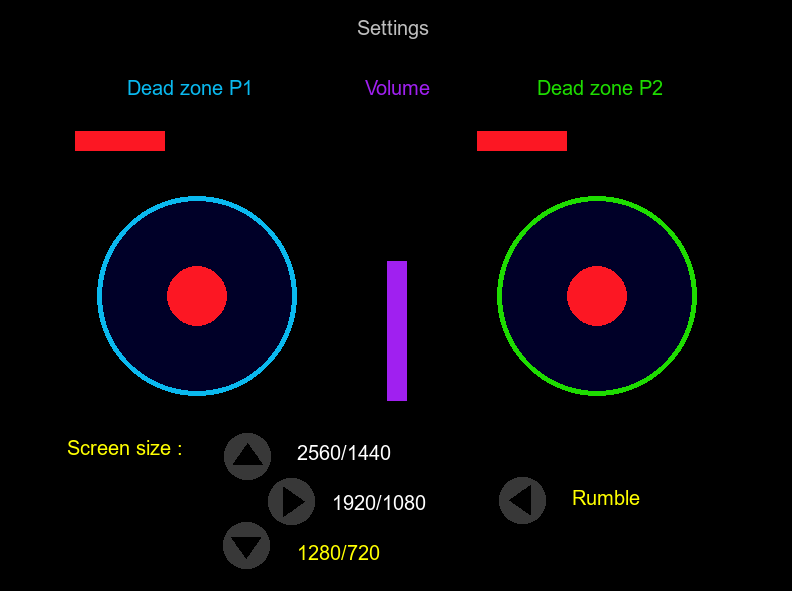 Settings
Dead zone P1
Volume
Dead zone P2
Screen size :
2560/1440
1920/1080
Rumble
1280/720